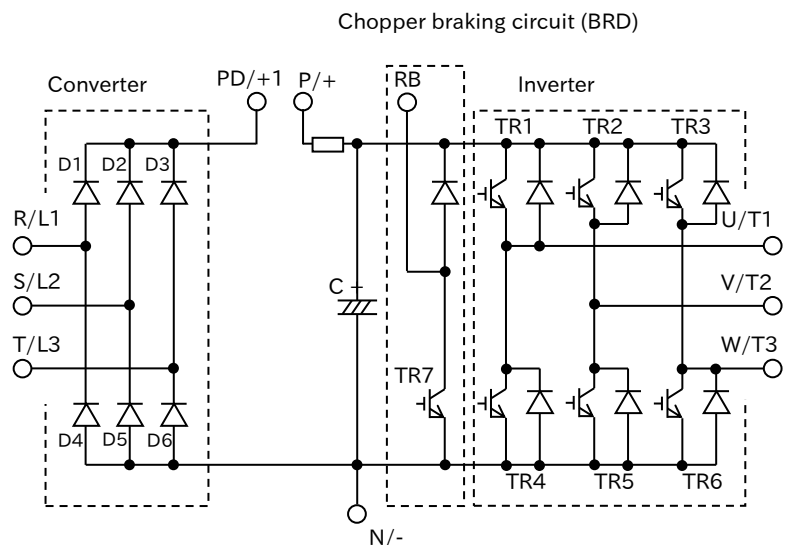 Chopper braking circuit (BRD)
Converter
PD/+1
P/+
RB
Inverter
TR1
TR2
TR3
D1
D2
D3
R/L1
U/T1
S/L2
C +
V/T2
T/L3
W/T3
TR7
D4
D5
D6
TR4
TR5
TR6
N/-